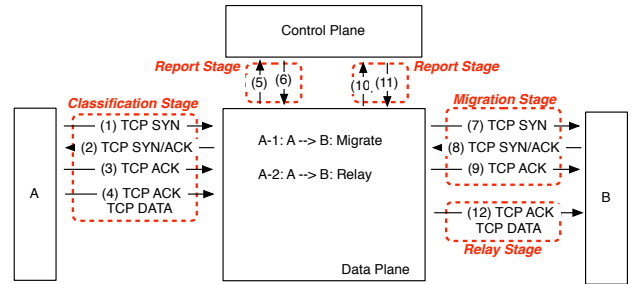 Control Plane
Report Stage
(5)
(6)
(10)
(11)
Report Stage
Classification Stage
Migration Stage
A
(1) TCP SYN
(2) TCP SYN/ACK
(3) TCP ACK
(4) TCP ACK
TCP DATA
A-1: A --> B: Migrate
A-2: A --> B: Relay
Data Plane
(7) TCP SYN
(8) TCP SYN/ACK
(9) TCP ACK
(12) TCP ACK
TCP DATA
Relay Stage
B